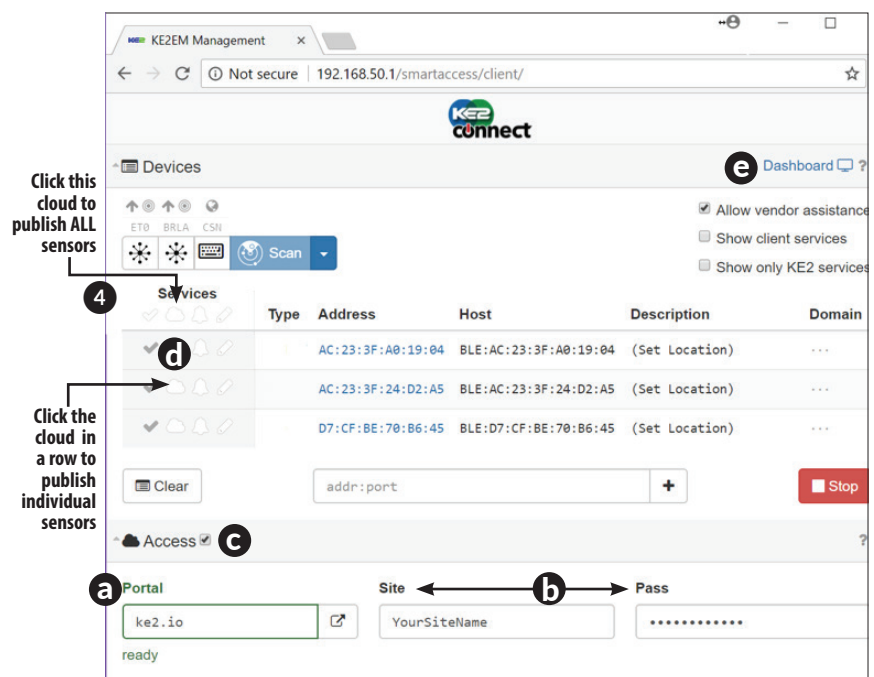 KE2EM Management
Not secure | 192.168.50.1/smartaccess/client/
KE2
connect
Devices
e
Dashboard ?
Click this
cloud to
publish ALL
sensors
ET0 BRLA CSN
Scan
Allow vendor assistance
Show client services
Show only KE2 services
4
Services
Type Address Host Description Domain
d
AC:23:3F:A0:19:04 BLE:AC:23:3F:A0:19:04 (Set Location) ...
AC:23:3F:24:D2:A5 BLE:AC:23:3F:24:D2:A5 (Set Location) ...
D7:CF:BE:70:B6:45 BLE:D7:CF:BE:70:B6:45 (Set Location) ...
Click the
cloud in
a row to
publish
individual
sensors
Clear addr:port + Stop
Access c ?
a Portal Site b Pass
ke2.io YourSiteName ••••••••••••
ready